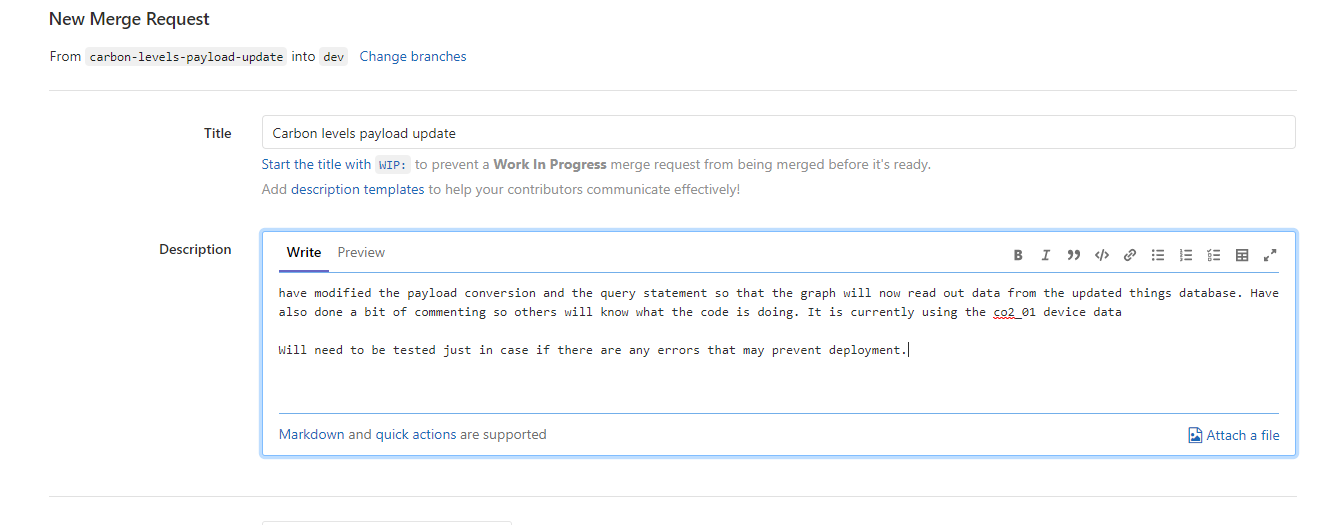 New Merge Request
From carbon-levels-payload-update into dev Change branches
Title
Carbon levels payload update
Start the title with WIP: to prevent a Work In Progress merge request from being merged before it's ready.
Add description templates to help your contributors communicate effectively!
Description
Write Preview
have modified the payload conversion and the query statement so that the graph will now read out data from the updated things database. Have
also done a bit of commenting so others will know what the code is doing. It is currently using the co2_01 device data
Will need to be tested just in case if there are any errors that may prevent deployment.
Markdown and quick actions are supported
Attach a file